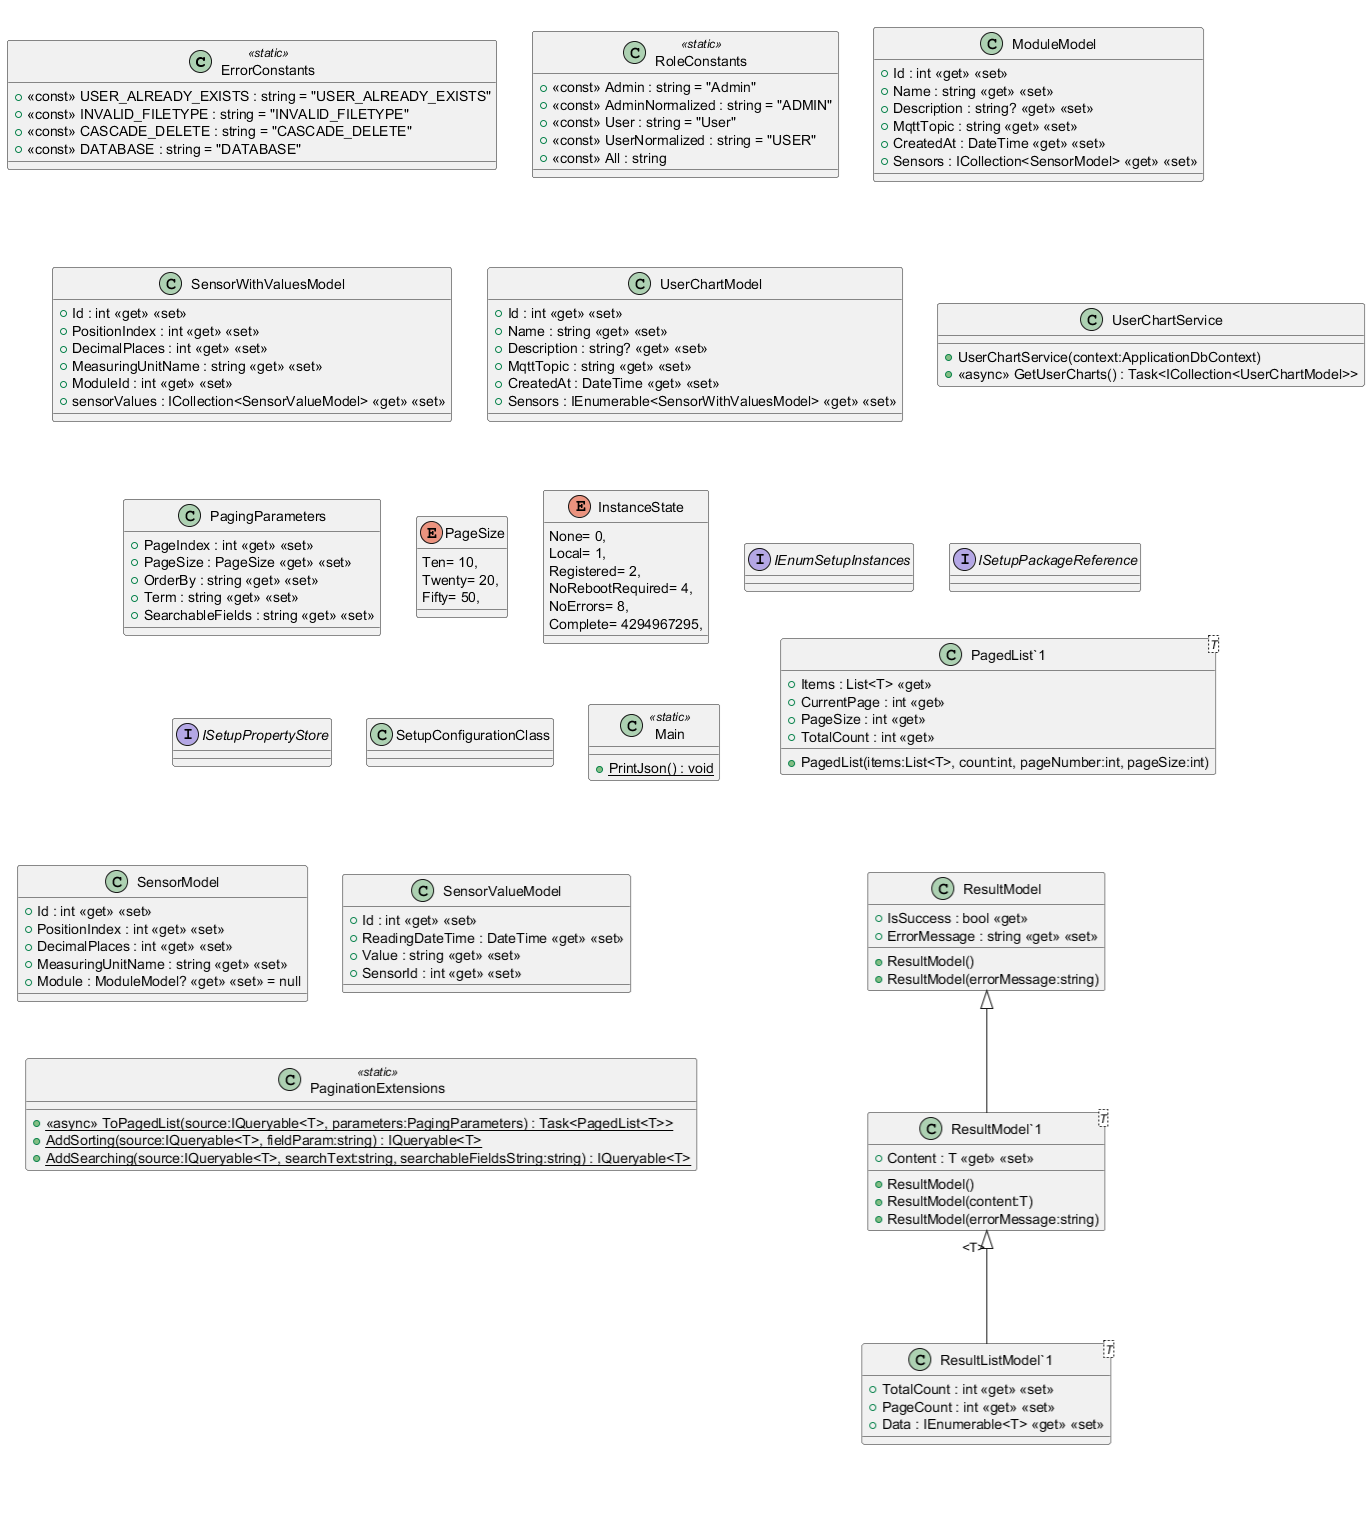 «static»
C ErrorConstants
«const» USER_ALREADY_EXISTS : string = "USER_ALREADY_EXISTS"
«const» INVALID_FILETYPE : string = "INVALID_FILETYPE"
«const» CASCADE_DELETE : string = "CASCADE_DELETE"
«const» DATABASE : string = "DATABASE"
«static»
C RoleConstants
«const» Admin : string = "Admin"
«const» AdminNormalized : string = "ADMIN"
«const» User : string = "User"
«const» UserNormalized : string = "USER"
«const» All : string
C ModuleModel
Id : int «get» «set»
Name : string «get» «set»
Description : string? «get» «set»
MqttTopic : string «get» «set»
CreatedAt : DateTime «get» «set»
Sensors : ICollection<SensorModel> «get» «set»
C SensorWithValuesModel
Id : int «get» «set»
PositionIndex : int «get» «set»
DecimalPlaces : int «get» «set»
MeasuringUnitName : string «get» «set»
ModuleId : int «get» «set»
sensorValues : ICollection<SensorValueModel> «get» «set»
C UserChartModel
Id : int «get» «set»
Name : string «get» «set»
Description : string? «get» «set»
MqttTopic : string «get» «set»
CreatedAt : DateTime «get» «set»
Sensors : IEnumerable<SensorWithValuesModel> «get» «set»
C UserChartService
UserChartService(context:ApplicationDbContext)
«async» GetUserCharts() : Task<ICollection<UserChartModel>>
C PagingParameters
PageIndex : int «get» «set»
PageSize : PageSize «get» «set»
OrderBy : string «get» «set»
Term : string «get» «set»
SearchableFields : string «get» «set»
E PageSize
Ten= 10,
Twenty= 20,
Fifty= 50,
E InstanceState
None= 0,
Local= 1,
Registered= 2,
NoRebootRequired= 4,
NoErrors= 8,
Complete= 4294967295,
I IEnumSetupInstances
I ISetupPackageReference
I ISetupPropertyStore
C SetupConfigurationClass
«static»
C Main
PrintJson() : void
C PagedList`1
T
Items : List<T> «get»
CurrentPage : int «get»
PageSize : int «get»
TotalCount : int «get»
PagedList(items:List<T>, count:int, pageNumber:int, pageSize:int)
C SensorModel
Id : int «get» «set»
PositionIndex : int «get» «set»
DecimalPlaces : int «get» «set»
MeasuringUnitName : string «get» «set»
Module : ModuleModel? «get» «set» = null
C SensorValueModel
Id : int «get» «set»
ReadingDateTime : DateTime «get» «set»
Value : string «get» «set»
SensorId : int «get» «set»
C ResultModel
IsSuccess : bool «get»
ErrorMessage : string «get» «set»
ResultModel()
ResultModel(errorMessage:string)
«static»
C PaginationExtensions
«async» ToPagedList(source:IQueryable<T>, parameters:PagingParameters) : Task<PagedList<T>>
AddSorting(source:IQueryable<T>, fieldParam:string) : IQueryable<T>
AddSearching(source:IQueryable<T>, searchText:string, searchableFieldsString:string) : IQueryable<T>
C ResultModel`1
T
Content : T «get» «set»
ResultModel()
ResultModel(content:T)
ResultModel(errorMessage:string)
<T>
C ResultListModel`1
T
TotalCount : int «get» «set»
PageCount : int «get» «set»
Data : IEnumerable<T> «get» «set»